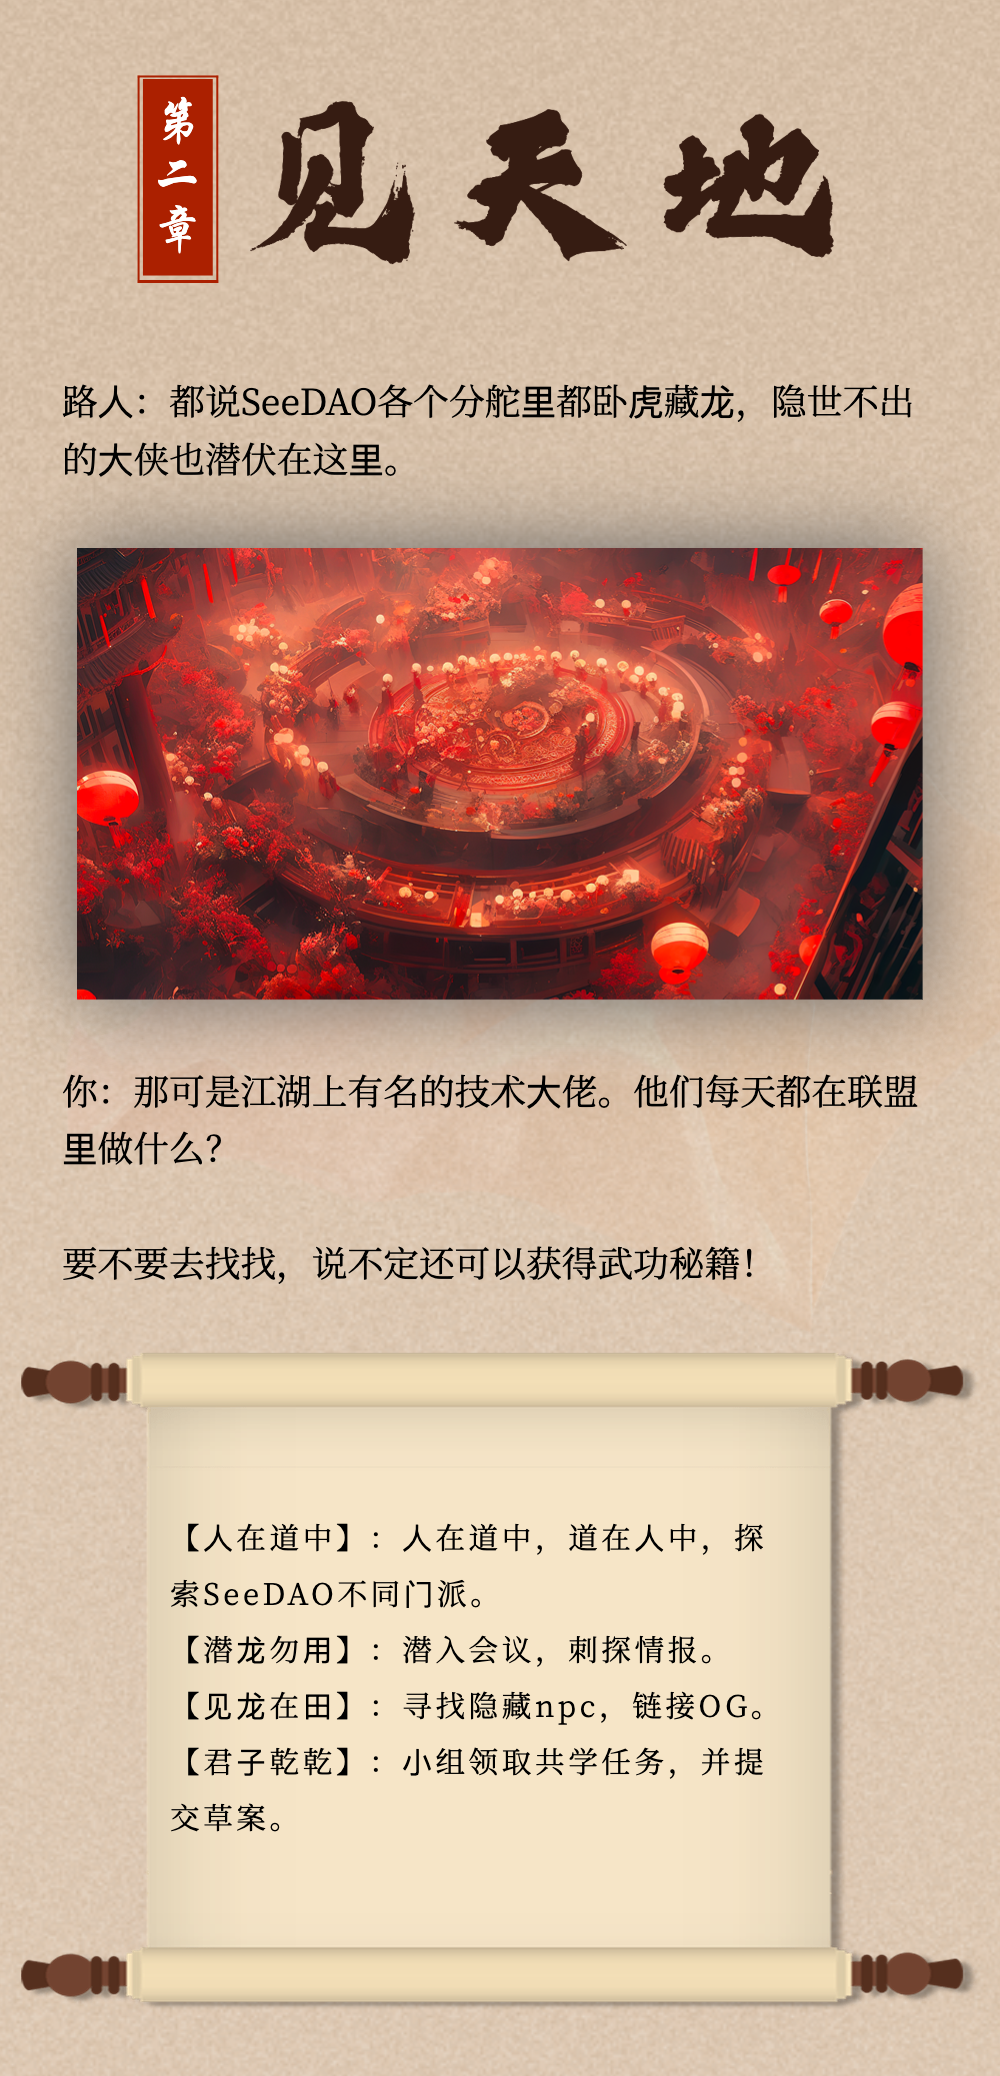 第二章
见天地
路人：都说SeeDAO各个分舵里都卧虎藏龙，隐世不出
的大侠也潜伏在这里。
你：那可是江湖上有名的技术大佬。他们每天都在联盟
里做什么？
要不要去找找，说不定还可以获得武功秘籍！
【人在道中】：人在道中，道在人中，探
索SeeDAO不同门派。
【潜龙勿用】：潜入会议，刺探情报。
【见龙在田】：寻找隐藏npc，链接OG。
【君子乾乾】：小组领取共学任务，并提
交草案。